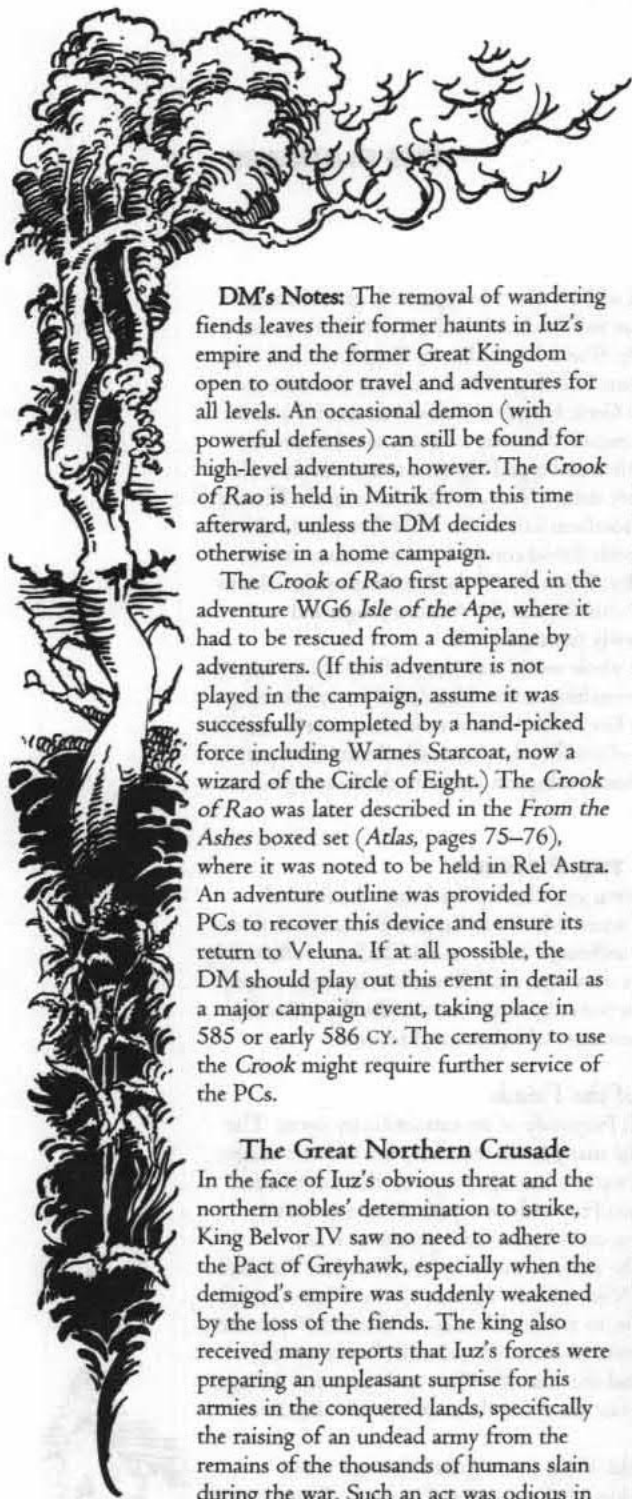 DM's Notes: The removal of wandering
fiends leaves their former haunts in Iuz's
empire and the former Great Kingdom
open to outdoor travel and adventures for
all levels. An occasional demon (with
powerful defenses) can still be found for
high-level adventures, however. The Crook
of Rao is held in Mitrik from this time
afterward, unless the DM decides
otherwise in a home campaign.
The Crook of Rao first appeared in the
adventure WG6 Isle of the Ape, where it
had to be rescued from a demiplane by
adventurers. (If this adventure is not
played in the campaign, assume it was
successfully completed by a hand-picked
force including Warnes Starcoat, now a
wizard of the Circle of Eight.) The Crook
of Rao was later described in the From the
Ashes boxed set (Atlas, pages 75–76),
where it was noted to be held in Rel Astra.
An adventure outline was provided for
PCs to recover this device and ensure its
return to Veluna. If at all possible, the
DM should play out this event in detail as
a major campaign event, taking place in
585 or early 586 CY. The ceremony to use
the Crook might require further service of
the PCs.
The Great Northern Crusade
In the face of Iuz's obvious threat and the
northern nobles' determination to strike,
King Belvor IV saw no need to adhere to
the Pact of Greyhawk, especially when the
demigod's empire was suddenly weakened
by the loss of the fiends. The king also
received many reports that Iuz's forces were
preparing an unpleasant surprise for his
armies in the conquered lands, specifically
the raising of an undead army from the
remains of the thousands of humans slain
during the war. Such an act was odious in